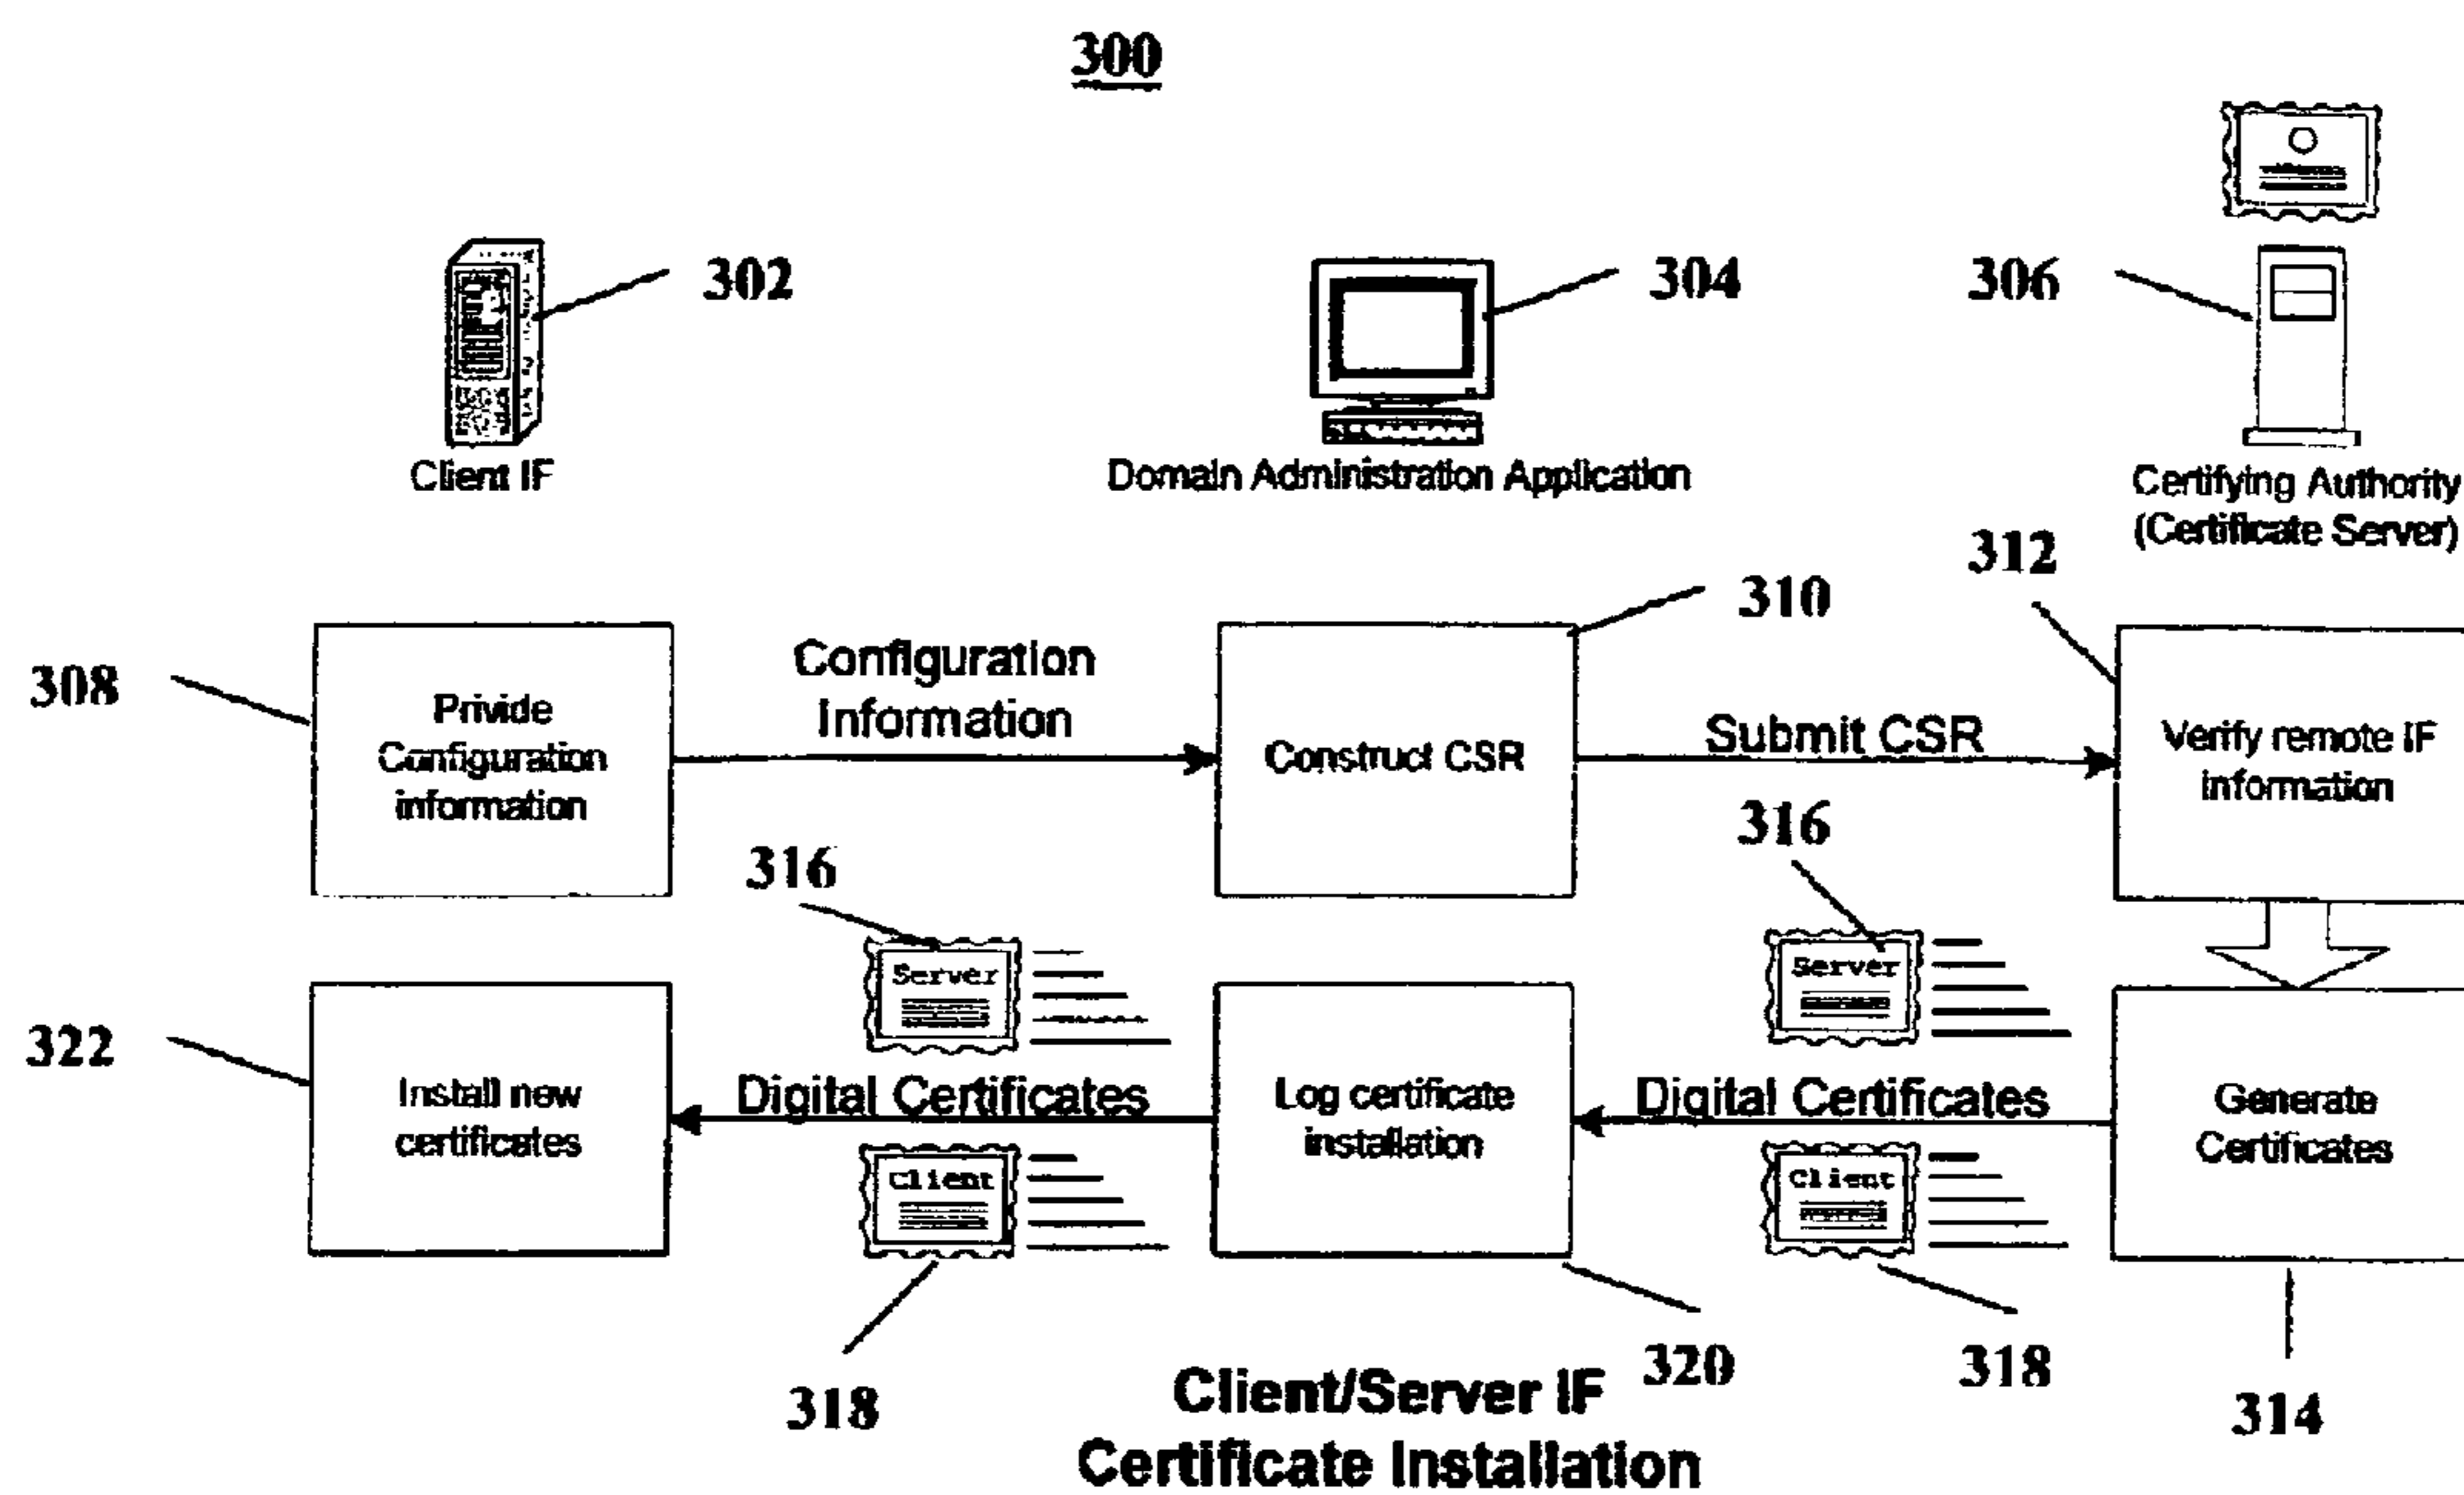 300
302
304
306
Client IF
Domain Administration Application
Certifying Authority
(Certificate Server)
308
310
312
Privide
Configuration
information
Configuration
Information
Construct CSR
Submit CSR
Verify remote IF
information
316
316
Server
Server
322
Install new
certificates
Digital Certificates
Log certificate
installation
Digital Certificates
Generate
Certificates
Client
Client
318
320
318
314
Client/Server IF
Certificate Installation